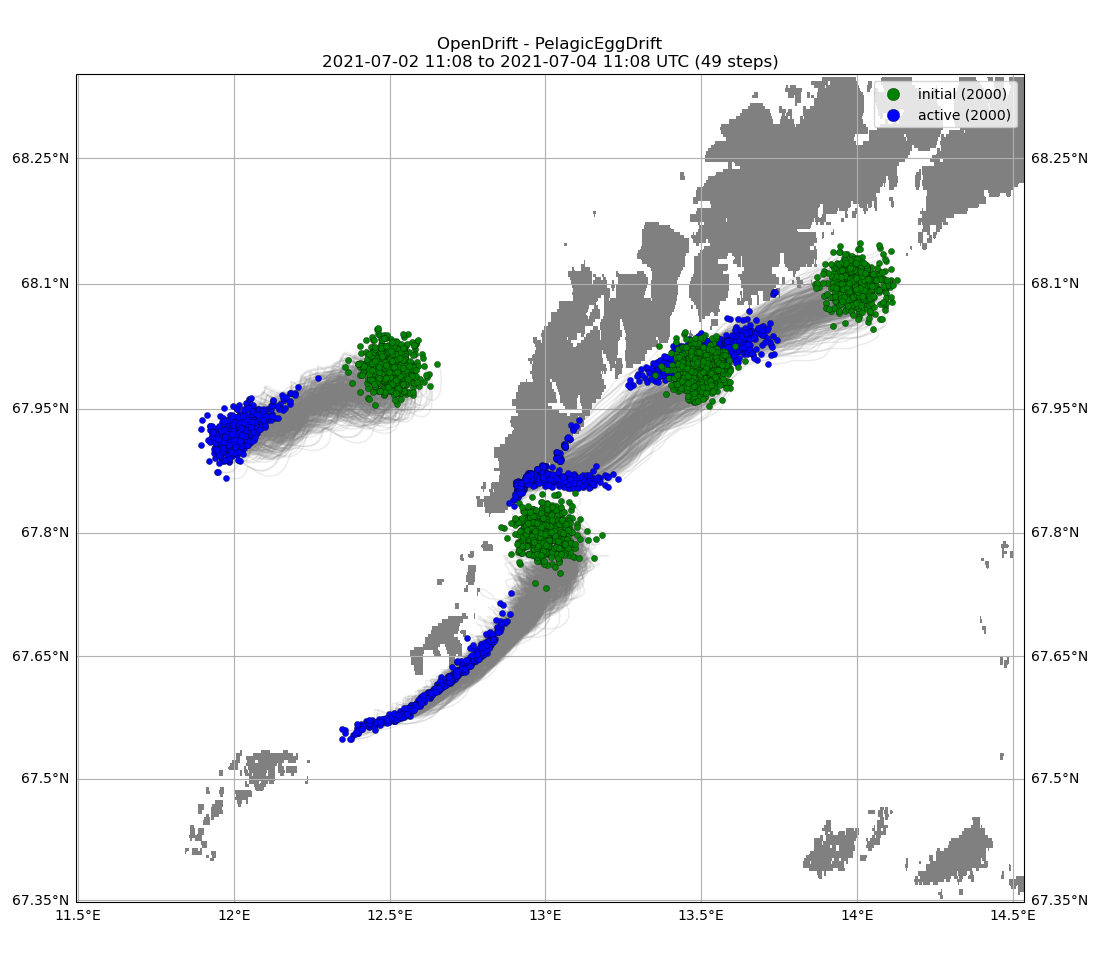 OpenDrift - PelagicEggDrift
2021-07-02 11:08 to 2021-07-04 11:08 UTC (49 steps)
initial (2000)
active (2000)
68.25°N
68.25°N
68.1°N
68.1°N
67.95°N
67.95°N
67.8°N
67.8°N
67.65°N
67.65°N
67.5°N
67.5°N
67.35°N
67.35°N
11.5°E
12°E
12.5°E
13°E
13.5°E
14°E
14.5°E